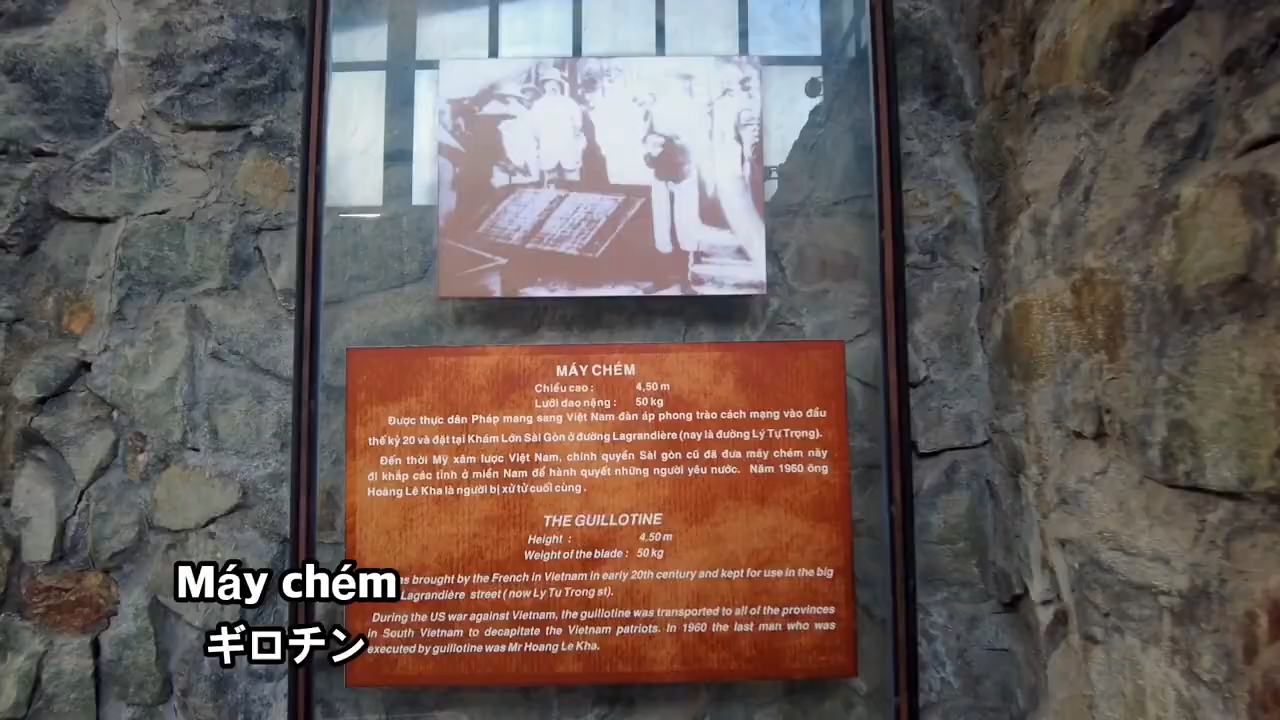 MÁY CHÉM
Chiều cao : 4,50 m
Lưỡi dao nặng : 50 kg
Được thực dân Pháp mang sang Việt Nam đàn áp phong trào cách mạng vào đầu
thế kỷ 20 và đặt tại Khám Lớn Sài Gòn ở đường Lagrandière (nay là đường Lý Tự Trọng).
Đến thời Mỹ xâm lược Việt Nam, chính quyền Sài gòn cũ đã đưa máy chém này
đi khắp các tỉnh ở miền Nam để hành quyết những người yêu nước. Năm 1960 ông
Hoàng Lê Kha là người bị xử tử cuối cùng .
THE GUILLOTINE
Height : 4.50 m
Weight of the blade : 50 kg
brought by the French in Vietnam in early 20th century and kept for use in the big
Lagrandière street ( now Ly Tu Trong st).
During the US war against Vietnam, the guillotine was transported to all of the provinces
in South Vietnam to decapitate the Vietnam patriots. In 1960 the last man who was
executed by guillotine was Mr Hoang Le Kha.
Máy chém
ギロチン